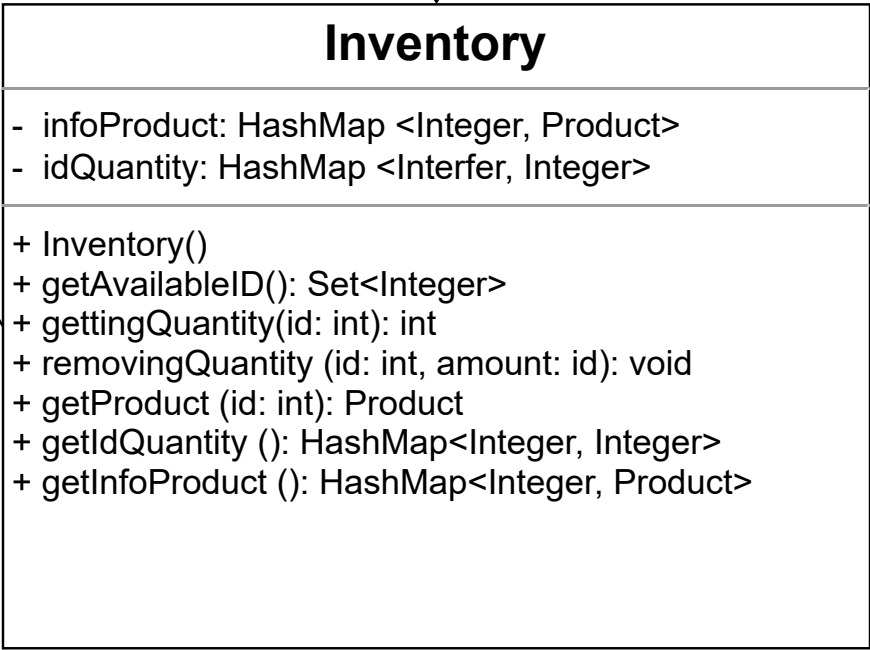 Inventory
- infoProduct: HashMap <Integer, Product>
- idQuantity: HashMap <Interfer, Integer>
+ Inventory()
+ getAvailableID(): Set<Integer>
+ gettingQuantity(id: int): int
+ removingQuantity (id: int, amount: id): void
+ getProduct (id: int): Product
+ getIdQuantity (): HashMap<Integer, Integer>
+ getInfoProduct (): HashMap<Integer, Product>